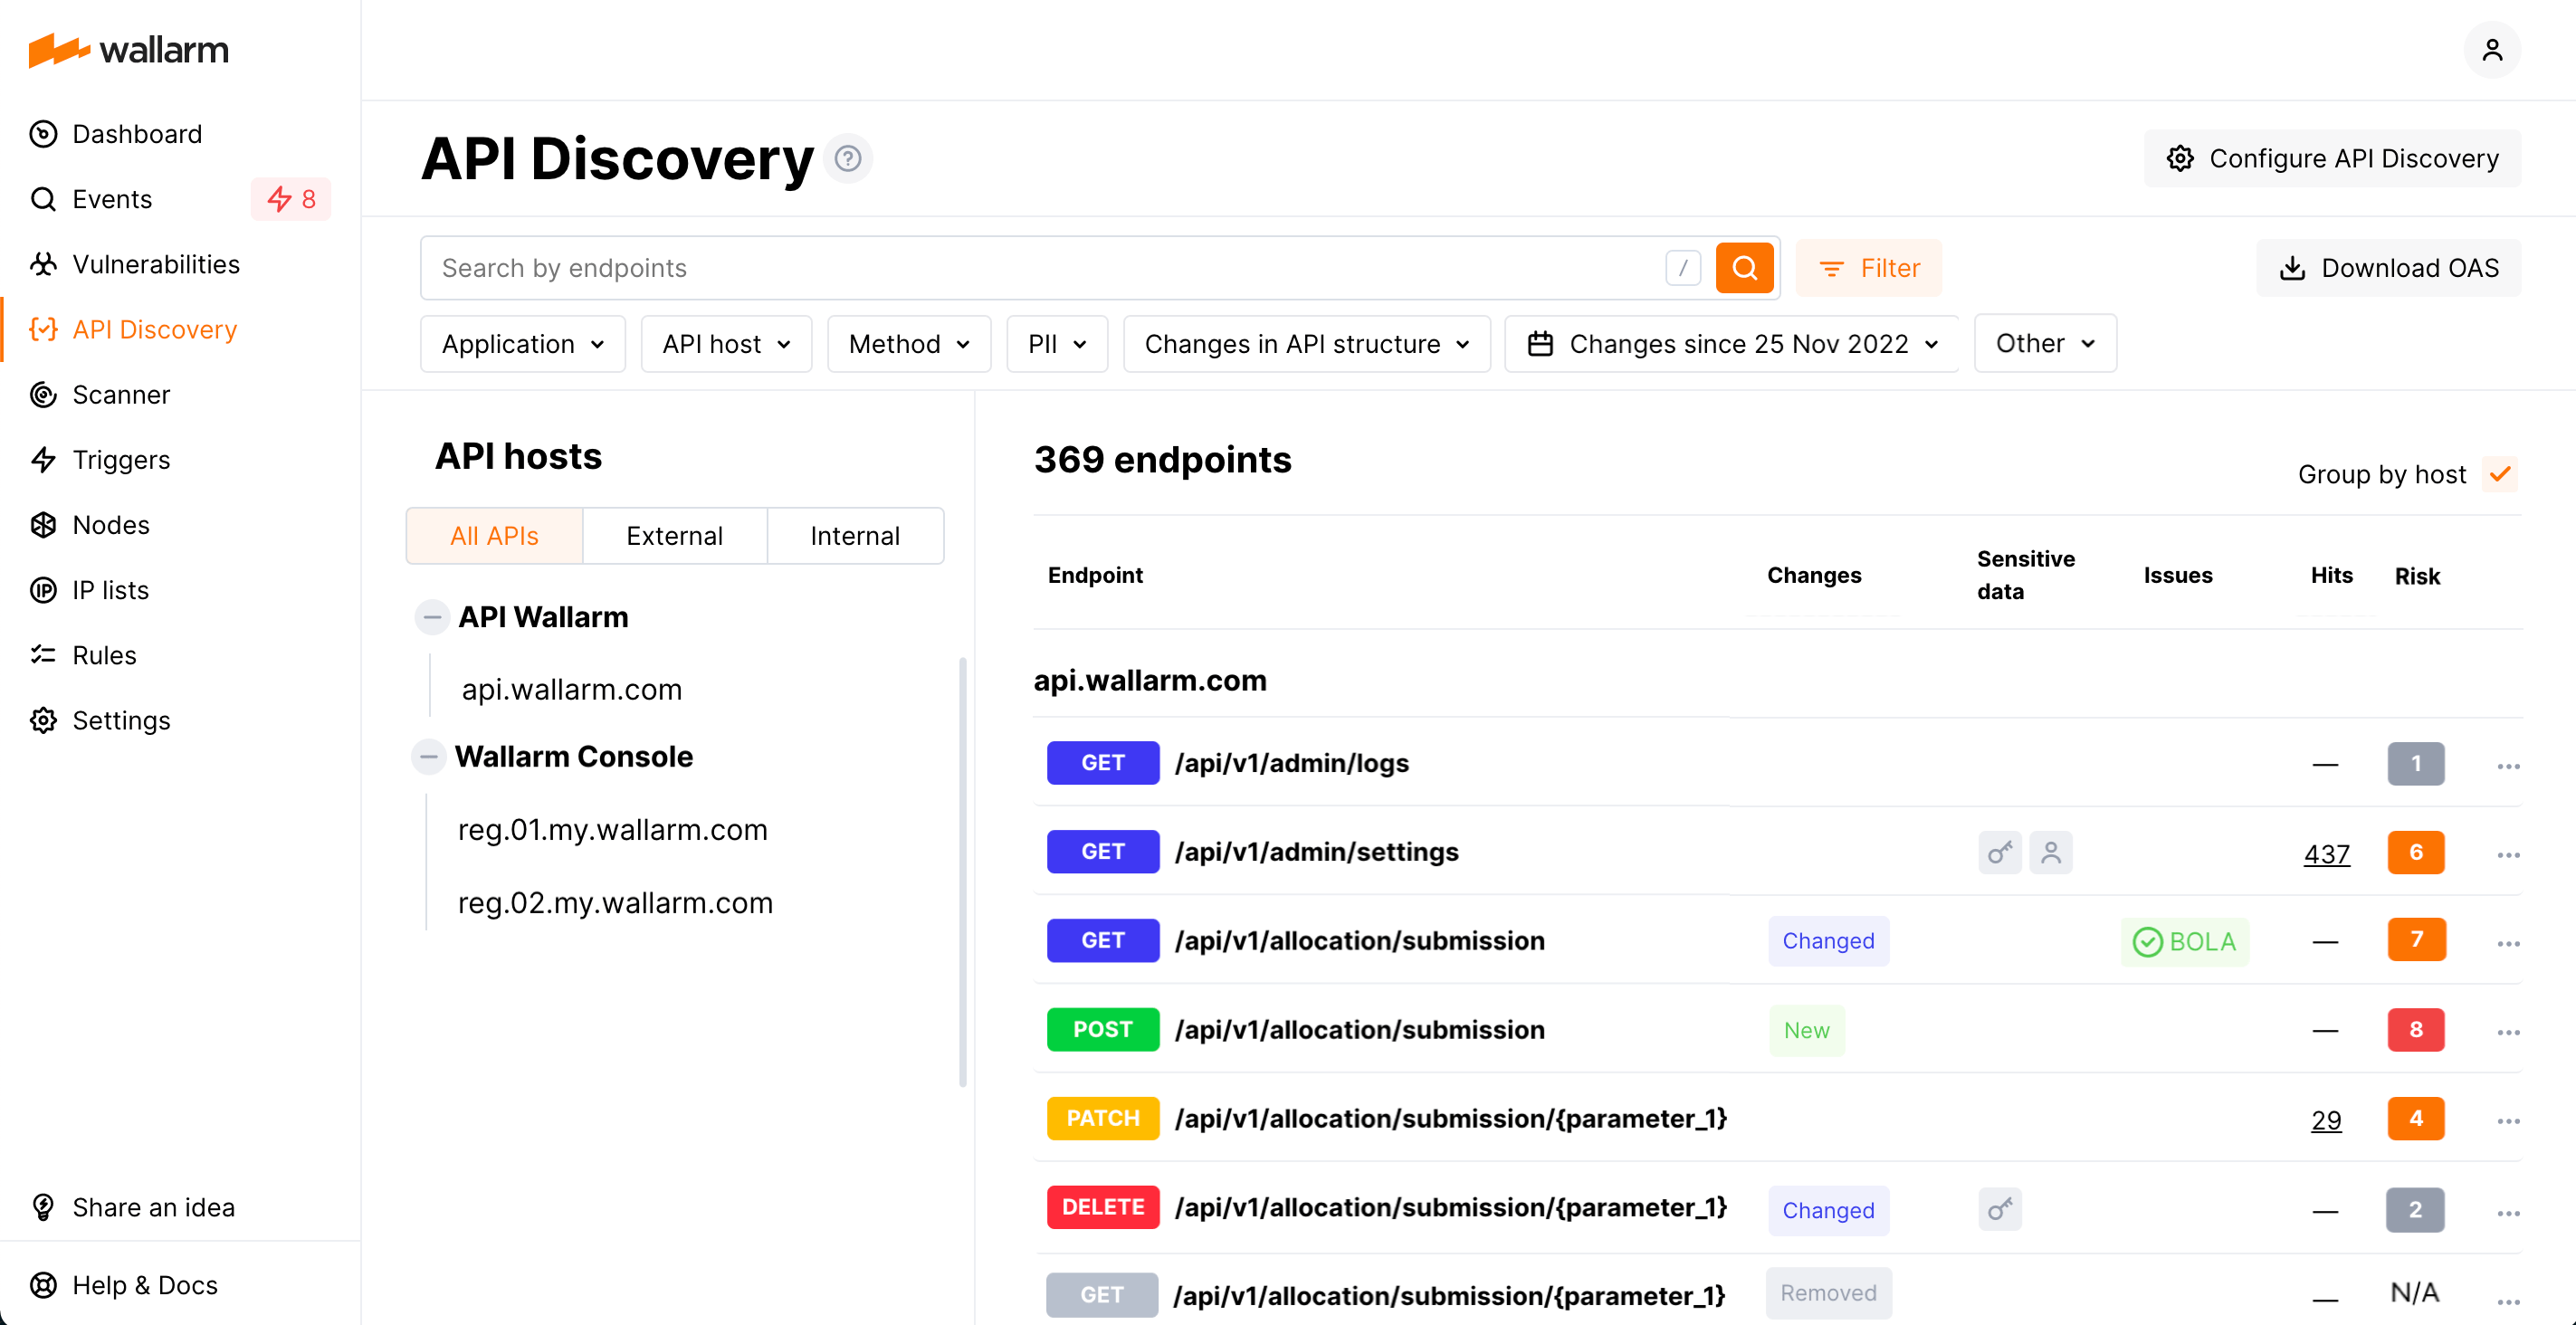 wallarm
Dashboard
Events 8
Vulnerabilities
API Discovery
Scanner
Triggers
Nodes
IP lists
Rules
Settings
Share an idea
Help & Docs
API Discovery ?
Configure API Discovery
Search by endpoints /
Filter
Download OAS
Application
API host
Method
PII
Changes in API structure
Changes since 25 Nov 2022
Other
API hosts
All APIs External Internal
API Wallarm
api.wallarm.com
Wallarm Console
reg.01.my.wallarm.com
reg.02.my.wallarm.com
369 endpoints
Group by host
Endpoint Changes Sensitive data Issues Hits Risk
api.wallarm.com
GET /api/v1/admin/logs — 1 ...
GET /api/v1/admin/settings 437 6 ...
GET /api/v1/allocation/submission Changed BOLA — 7 ...
POST /api/v1/allocation/submission New — 8 ...
PATCH /api/v1/allocation/submission/{parameter_1} 29 4 ...
DELETE /api/v1/allocation/submission/{parameter_1} Changed — 2 ...
GET /api/v1/allocation/submission/{parameter_1} Removed — N/A ...